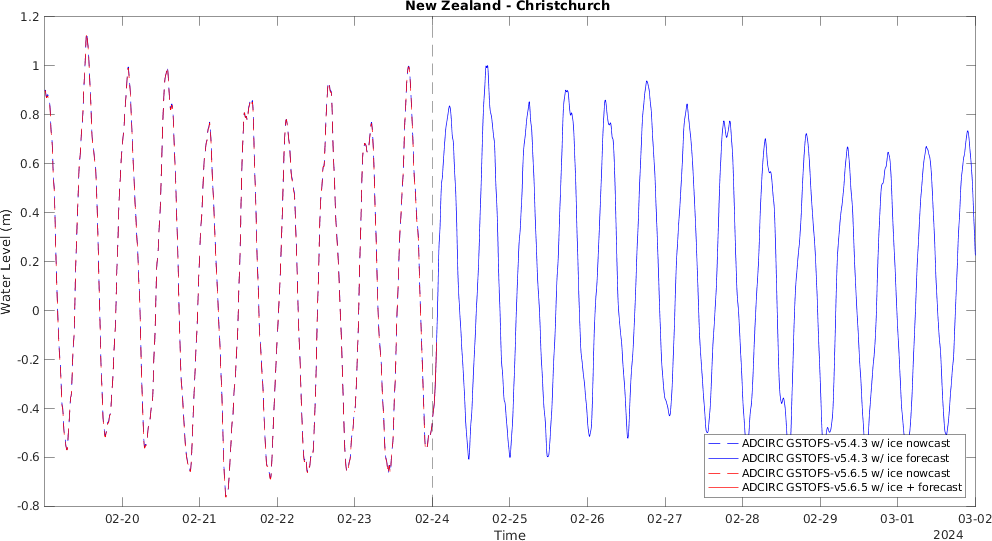 New Zealand - Christchurch
1.2
1
0.8
0.6
0.4
0.2
0
-0.2
-0.4
-0.6
-0.8
Water Level (m)
02-20 02-21 02-22 02-23 02-24 02-25 02-26 02-27 02-28 02-29 03-01 03-02
Time
2024
ADCIRC GSTOFS-v5.4.3 w/ ice nowcast
ADCIRC GSTOFS-v5.4.3 w/ ice forecast
ADCIRC GSTOFS-v5.6.5 w/ ice nowcast
ADCIRC GSTOFS-v5.6.5 w/ ice + forecast